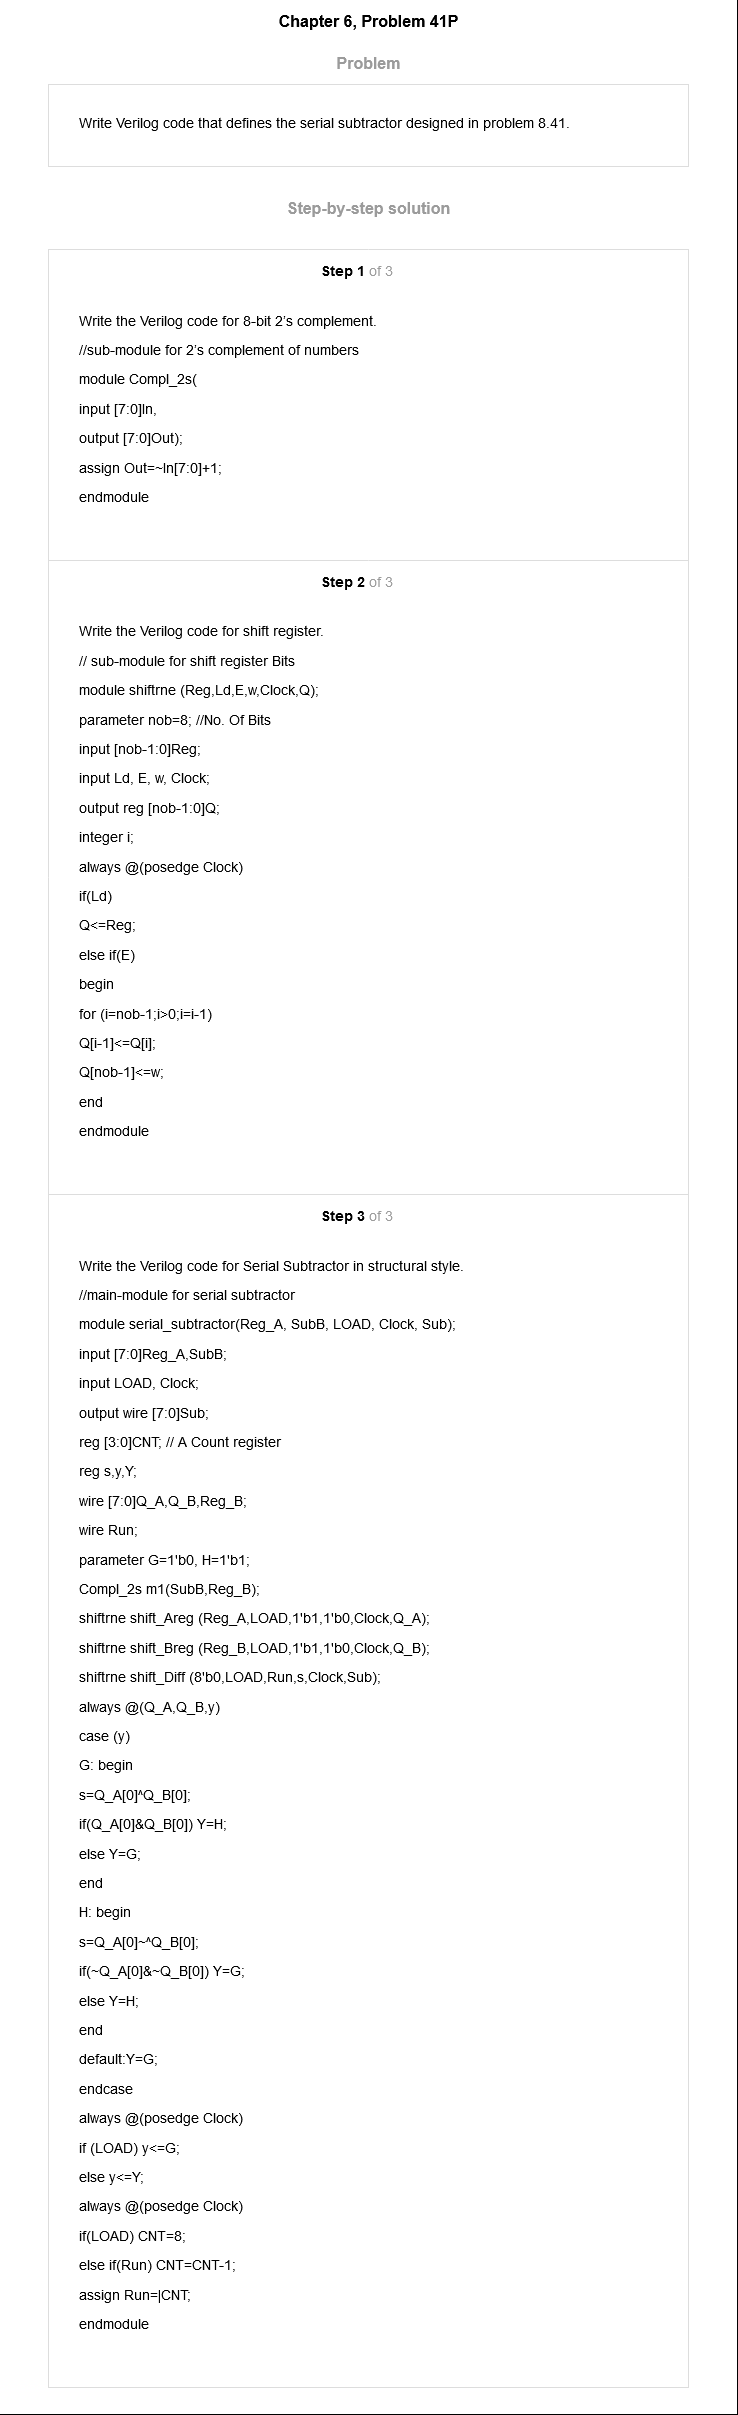 Chapter 6, Problem 41P
Problem
Write Verilog code that defines the serial subtractor designed in problem 8.41.
Step-by-step solution
Step 1 of 3
Write the Verilog code for 8-bit 2's complement.
//sub-module for 2's complement of numbers
module Compl_2s(
input [7:0]In,
output [7:0]Out);
assign Out=~In[7:0]+1;
endmodule
Step 2 of 3
Write the Verilog code for shift register.
// sub-module for shift register Bits
module shiftrne (Reg,Ld,E,w,Clock,Q);
parameter nob=8; //No. Of Bits
input [nob-1:0]Reg;
input Ld, E, w, Clock;
output reg [nob-1:0]Q;
integer i;
always @(posedge Clock)
if(Ld)
Q<=Reg;
else if(E)
begin
for (i=nob-1;i>0;i=i-1)
Q[i-1]<=Q[i];
Q[nob-1]<=w;
end
endmodule
Step 3 of 3
Write the Verilog code for Serial Subtractor in structural style.
//main-module for serial subtractor
module serial_subtractor(Reg_A, SubB, LOAD, Clock, Sub);
input [7:0]Reg_A,SubB;
input LOAD, Clock;
output wire [7:0]Sub;
reg [3:0]CNT; // A Count register
reg s,y,Y;
wire [7:0]Q_A,Q_B,Reg_B;
wire Run;
parameter G=1'b0, H=1'b1;
Compl_2s m1(SubB,Reg_B);
shiftrne shift_Areg (Reg_A,LOAD,1'b1,1'b0,Clock,Q_A);
shiftrne shift_Breg (Reg_B,LOAD,1'b1,1'b0,Clock,Q_B);
shiftrne shift_Diff (8'b0,LOAD,Run,s,Clock,Sub);
always @(Q_A,Q_B,y)
case (y)
G: begin
s=Q_A[0]^Q_B[0];
if(Q_A[0]&Q_B[0]) Y=H;
else Y=G;
end
H: begin
s=Q_A[0]~^Q_B[0];
if(~Q_A[0]&~Q_B[0]) Y=G;
else Y=H;
end
default:Y=G;
endcase
always @(posedge Clock)
if (LOAD) y<=G;
else y<=Y;
always @(posedge Clock)
if(LOAD) CNT=8;
else if(Run) CNT=CNT-1;
assign Run=|CNT;
endmodule